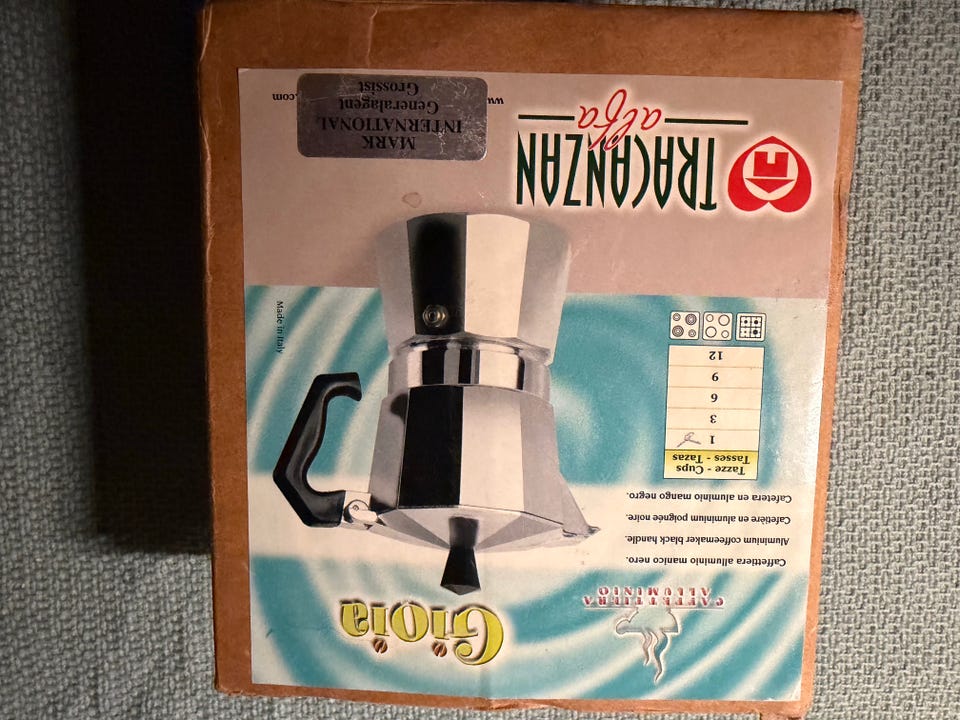 Gioia
CAFFETTIERA
ALLUMINIO
Caffettiera alluminio manico nero.
Aluminium coffeemaker black handle.
Cafetière en aluminium poignée noire.
Cafetera en aluminio mango negro.
Tazze - Cups
Tasses - Tazas
1
3
6
9
12
Made in Italy
TRACANZAN
alfa
www
.com
MARK
INTERNATIONAL
Generalagent
Grossist